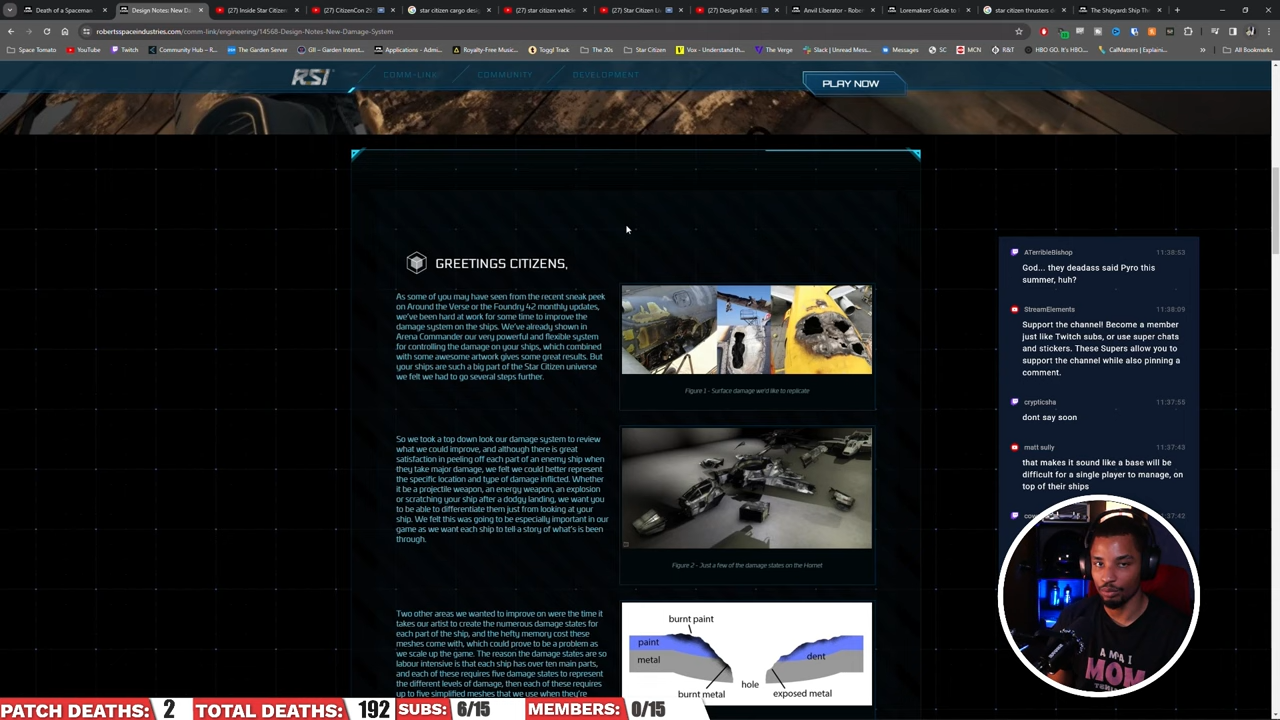 Death of a Spaceman
Design Notes: New D
Inside Star Citizen
CitizenCon 2
star citizen cargo desig
star citizen vehicle
(2) Star Citizen Li
(2) Design Brief
Anvil Liberator - Rober
Loremakers' Guide to
star citizen thrusters d
The Shipyard: Ship Th
robertsspaceindustries.com/comm-link/engineering/14568-Design-Notes-New-Damage-System
Space Tomato
YouTube
Community Hub – R...
The Onion Router
GII – Garden Intest...
Applications - Amd...
Royalty-Free Music...
Toggl Track
The 20s
Star Citizen
Vox - Understand th...
The Verge
Slack | Unread Mess...
Messages
SC
MCN
R&T
HBO GO. It's HBO...
CalMatters | Explaini...
All Bookmarks
RSI
COMM-LINK
COMMUNITY
DEVELOPMENT
PLAY NOW
GREETINGS CITIZENS,
As some of you may have seen from the recent sneak peek
on Around the Verse or the Foundry 42 monthly updates,
we've been hard at work for some time to improve the
damage system on the ships. We've already shown in
Arena Commander our very powerful and flexible system
for controlling the damage on your ships, which combined
with some awesome artwork gives some great results. But
your ships are such a big part of the Star Citizen universe
we felt we had to go several steps further.
Figure 1 - Surface damage we'd like to replicate
So we took a top down look our damage system to review
what we could improve, and although there is great
satisfaction in peeling off each part of an enemy ship when
they take major damage, we felt we could better represent
the specific location and type of damage inflicted. Whether
it be a projectile weapon, an energy weapon, an explosion
or scratching your ship after a dodgy landing, we want you
to be able to differentiate them just from looking at your
ship. We felt this was going to be especially important in our
game as we want each ship to tell a story of what's is been
through.
Figure 2 - Just a few of the damage states on the Hornet
Two other areas we wanted to improve on were the time it
takes our artist to create the numerous damage states for
each part of the ship, and the hefty memory cost these
meshes come with, which could prove to be a problem as
we scale up the game. The reason the damage states are so
labour intensive is that each ship has over ten main parts,
and each of these requires five damage states to represent
the different levels of damage, then each of these requires
up to five simplified meshes that we use when they're
burnt paint
paint
metal
dent
hole
burnt metal
exposed metal
ATerribleBishop 11:38:53
God... they deadass said Pyro this
summer, huh?
StreamElements 11:38:09
Support the channel! Become a member
just like Twitch subs, or use super chats
and stickers. These Supers allow you to
support the channel while also pinning a
comment.
crypticsha 11:37:55
dont say soon
matt sully 11:37:43
that makes it sound like a base will be
difficult for a single player to manage, on
top of their ships
11:37:42
AM A I
MOM
TCH DEATHS: 2
TOTAL DEATHS: 192
SUBS: 6/15
MEMBERS: 0/15